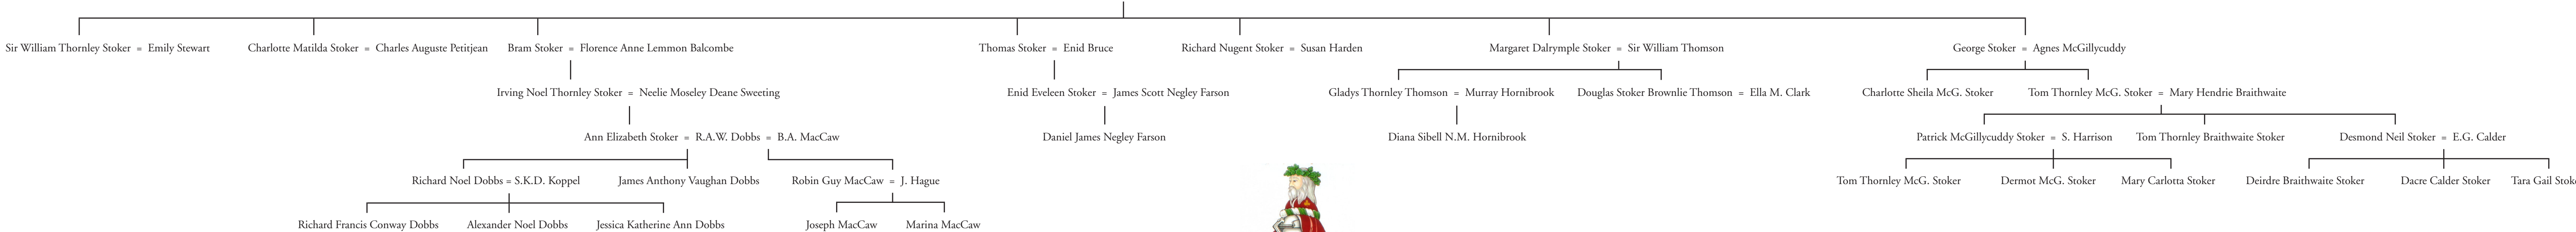 Sir William Thornley Stoker = Emily Stewart Charlotte Matilda Stoker = Charles Auguste Petitjean Bram Stoker = Florence Anne Lemmon Balcombe Thomas Stoker = Enid Bruce Richard Nugent Stoker = Susan Harden Margaret Dalrymple Stoker = Sir William Thomson George Stoker = Agnes McGillycuddy
Irving Noel Thornley Stoker = Neelie Moseley Deane Sweeting Enid Eveleen Stoker = James Scott Negley Farson Gladys Thornley Thomson = Murray Hornibrook Douglas Stoker Brownlie Thomson = Ella M. Clark Charlotte Sheila McG. Stoker Tom Thornley McG. Stoker = Mary Hendrie Braithwaite
Ann Elizabeth Stoker = R.A.W. Dobbs = B.A. MacCaw Daniel James Negley Farson Diana Sibell N.M. Hornibrook Patrick McGillycuddy Stoker = S. Harrison Tom Thornley Braithwaite Stoker Desmond Neil Stoker = E.G. Calder
Richard Noel Dobbs = S.K.D. Koppel James Anthony Vaughan Dobbs Robin Guy MacCaw = J. Hague Tom Thornley McG. Stoker Dermot McG. Stoker Mary Carlotta Stoker Deirdre Braithwaite Stoker Dacre Calder Stoker Tara Gail
Richard Francis Conway Dobbs Alexander Noel Dobbs Jessica Katherine Ann Dobbs Joseph MacCaw Marina MacCaw